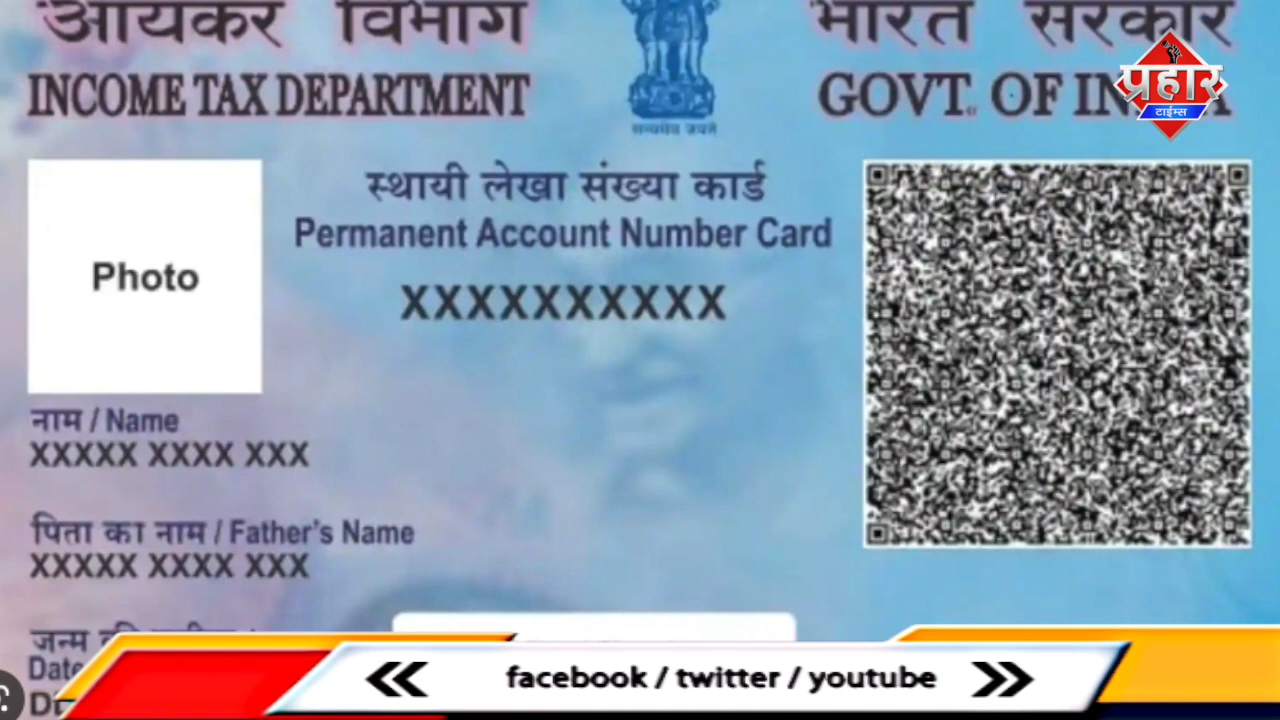 आयकर विभाग
भारत सरकार
INCOME TAX DEPARTMENT
GOVT. OF
प्रहार
टाईम्स
सत्यमेव जयते
स्थायी लेखा संख्या कार्ड
Permanent Account Number Card
Photo
XXXXXXXXXX
नाम / Name
XXXXX XXXX XXX
पिता का नाम / Father's Name
XXXXX XXXX XXX
जन्म
Date
facebook / twitter / youtube